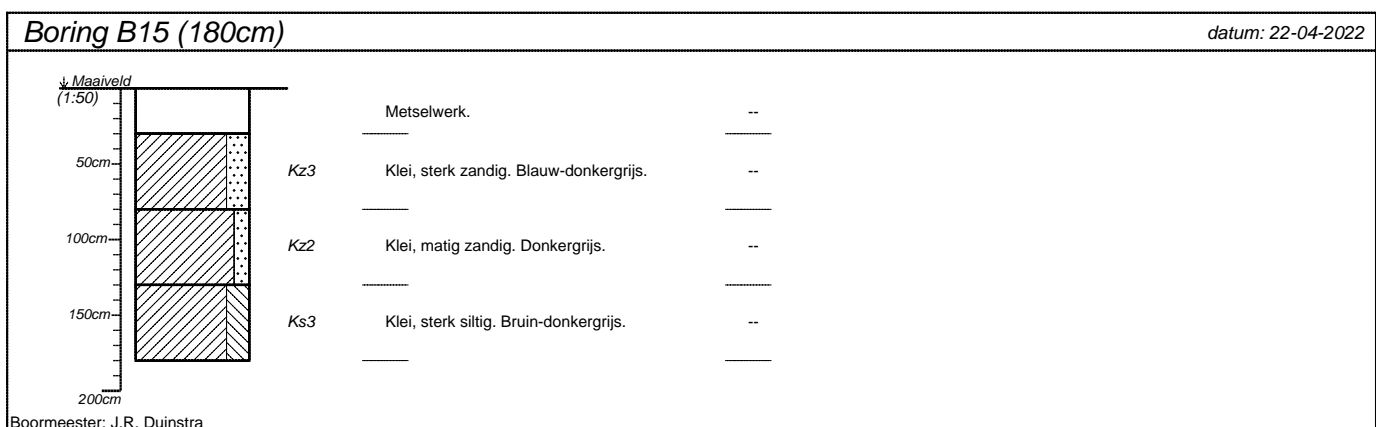 Boring B15 (180cm) datum: 22-04-2022
Maaiveld
(1:50)
Metselwerk. --
50cm Kz3 Klei, sterk zandig. Blauw-donkergrijs. --
100cm Kz2 Klei, matig zandig. Donkergrijs. --
150cm Ks3 Klei, sterk siltig. Bruin-donkergrijs. --
200cm
Boormeester: J.R. Duinstra